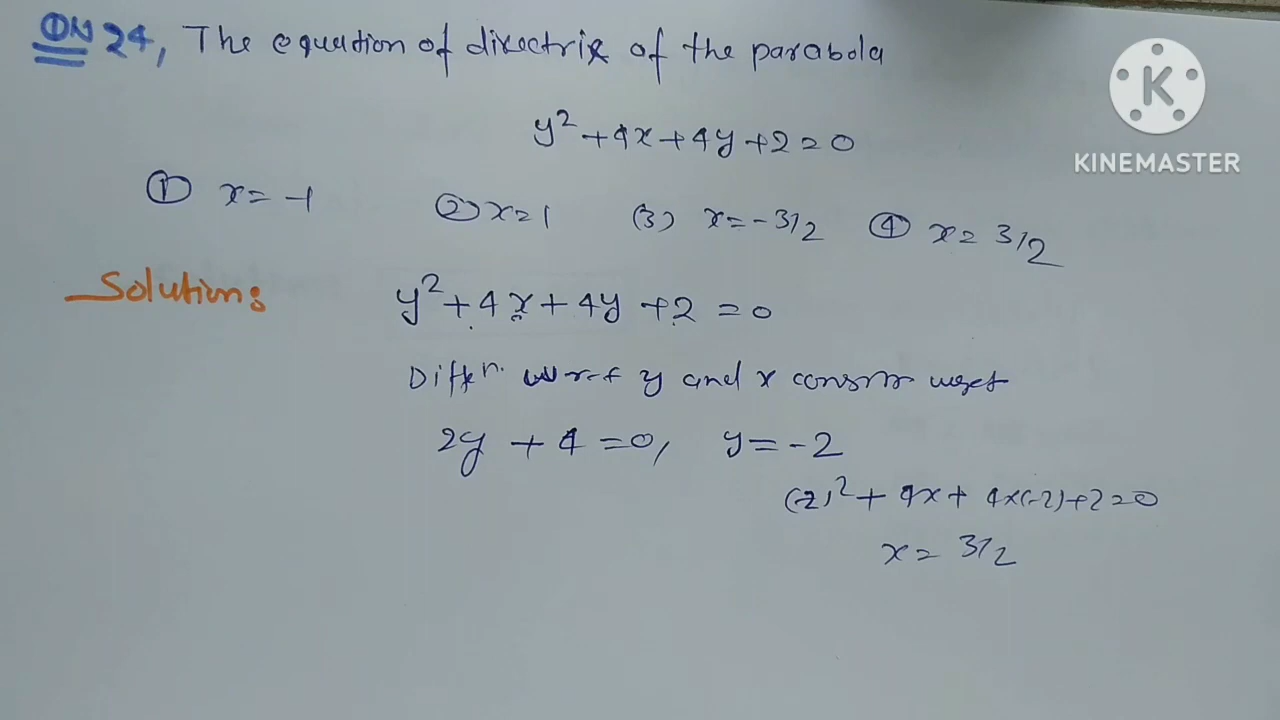 QN 24, The equation of directrix of the parabola
y² + 4x + 4y + 2 = 0
① x = -1 ② x = 1 (3) x = -3/2 ④ x = 3/2
Solution: y² + 4x + 4y + 2 = 0
Diffn. w.r.t y and x
2y + 4 = 0, y = -2
(-2)² + 4x + 4x(-2) + 2 = 0
x = 3/2
K
KINEMASTER